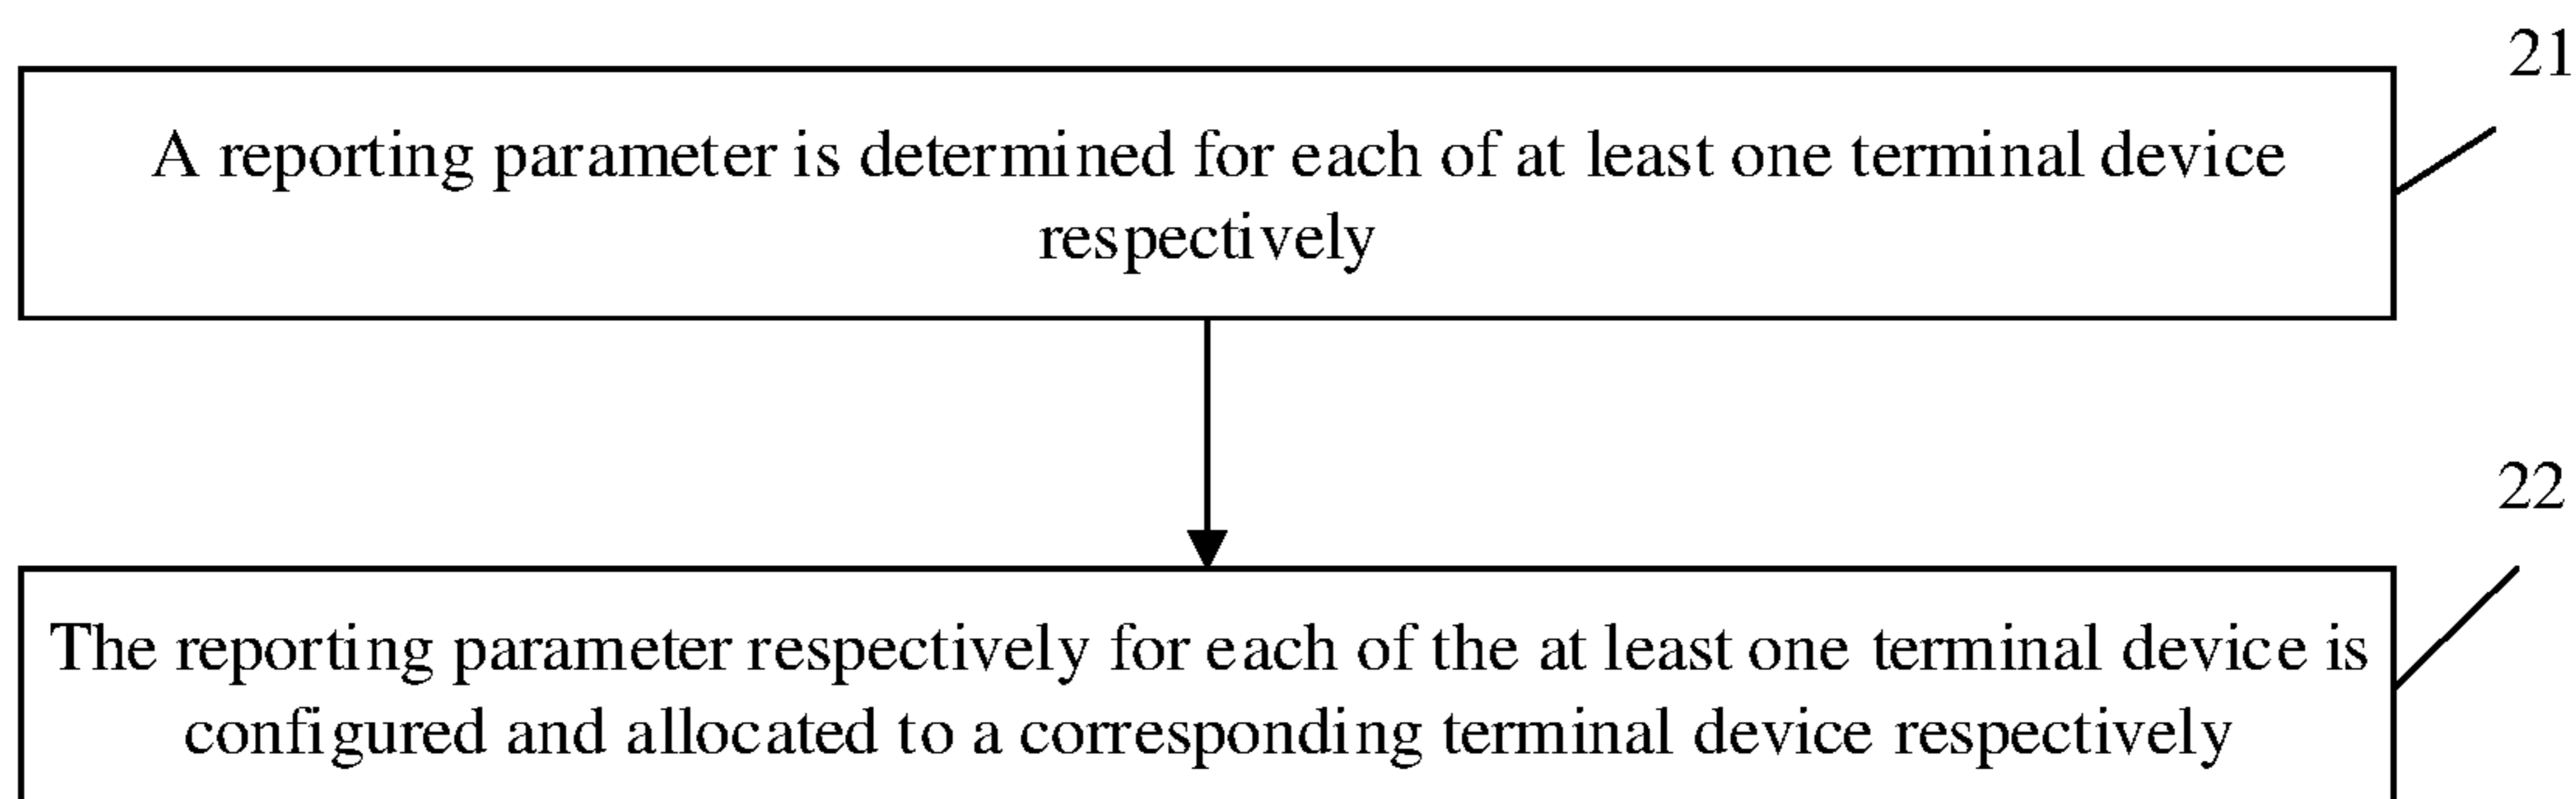 21
A reporting parameter is determined for each of at least one terminal device
respectively
22
The reporting parameter respectively for each of the at least one terminal device is
configured and allocated to a corresponding terminal device respectively